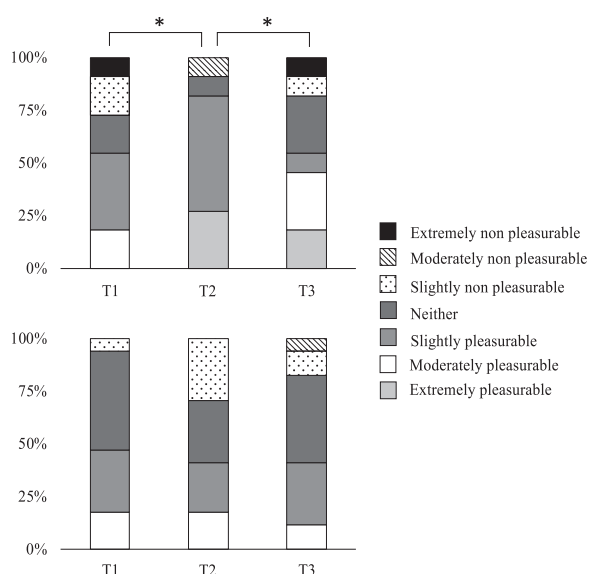 * *
100%
75%
50%
25%
0%
T1 T2 T3
Extremely non pleasurable
Moderately non pleasurable
Slightly non pleasurable
Neither
Slightly pleasurable
Moderately pleasurable
Extremely pleasurable
100%
75%
50%
25%
0%
T1 T2 T3